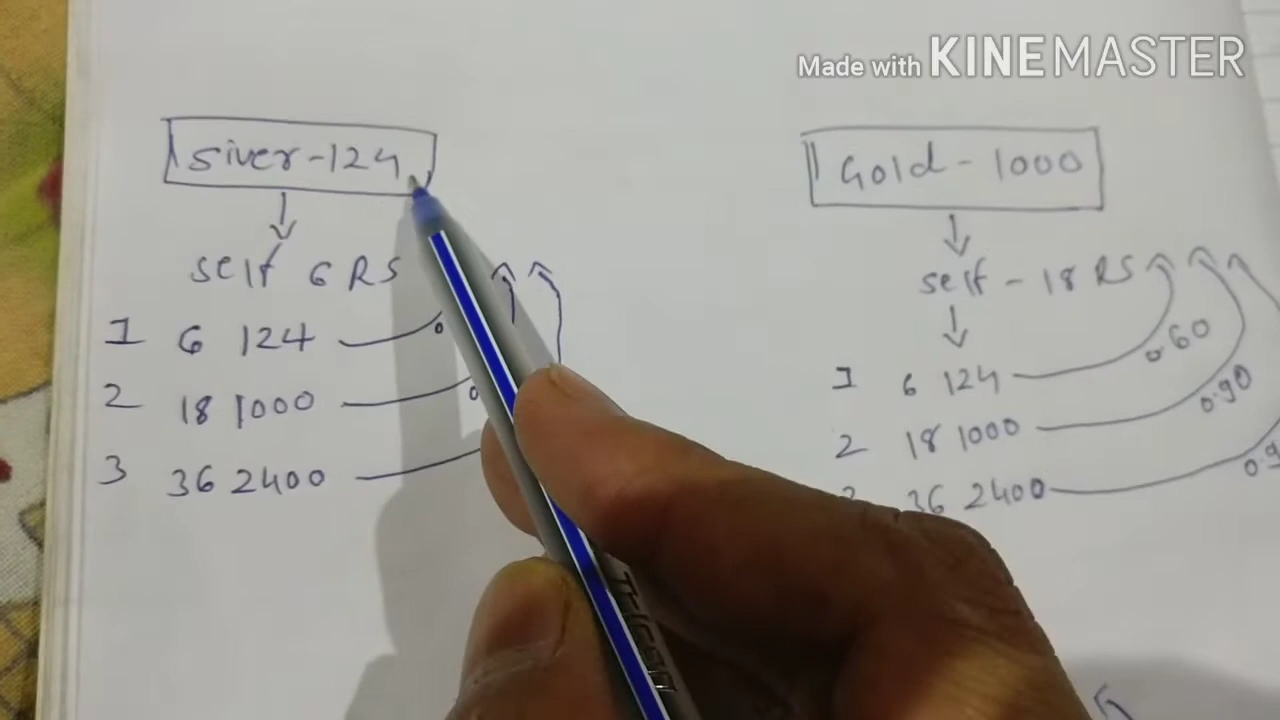 Made with KINEMASTER
Siver-124
self 6 RS
1 6 124
2 18 1000
3 36 2400
Gold - 1000
self - 18 RS
1 6 124 0.60
2 18 1000 0.90
36 2400
Trison